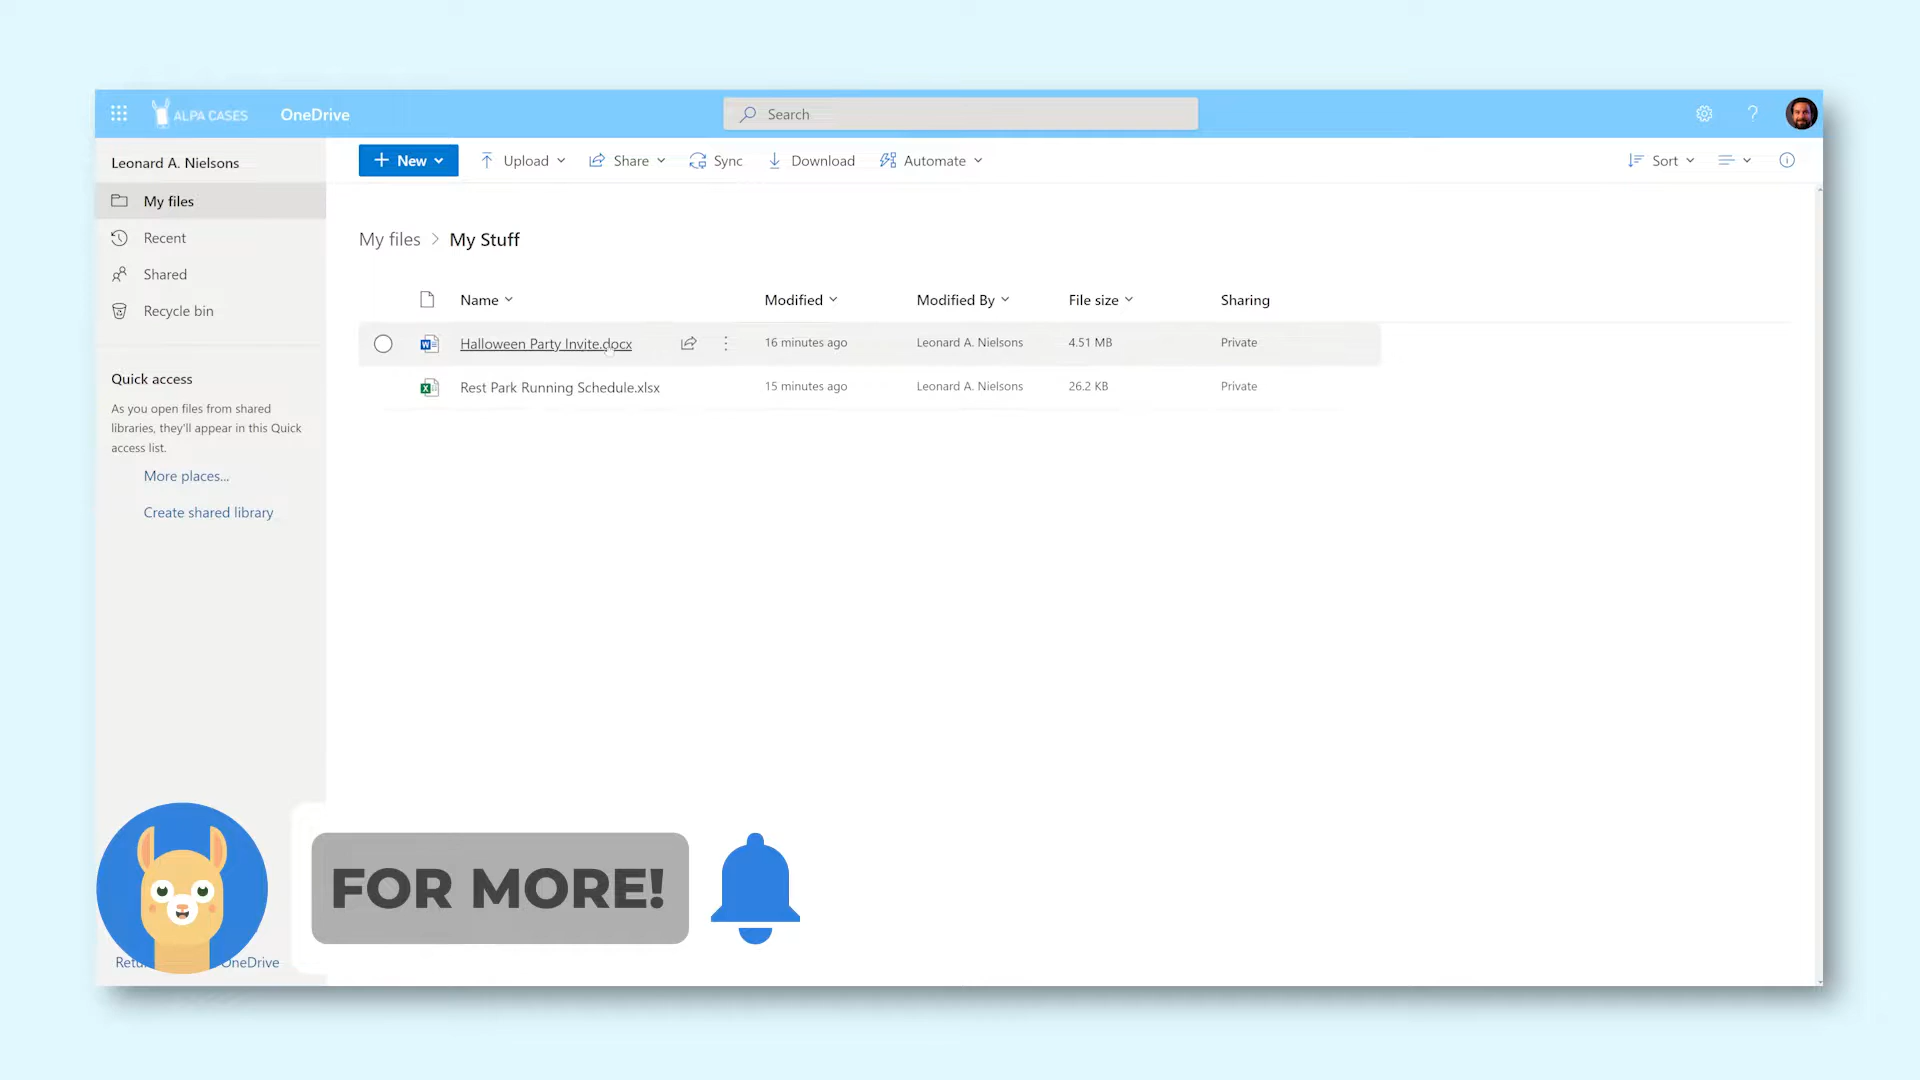 ALPA CASES
OneDrive
Search
Leonard A. Nielsons
New
Upload
Share
Sync
Download
Automate
Sort
My files
Recent
Shared
Recycle bin
Quick access
As you open files from shared
libraries, they'll appear in this Quick
access list.
More places...
Create shared library
My files > My Stuff
Name
Modified
Modified By
File size
Sharing
Halloween Party Invite.docx
16 minutes ago
Leonard A. Nielsons
4.51 MB
Private
Rest Park Running Schedule.xlsx
15 minutes ago
Leonard A. Nielsons
26.2 KB
Private
FOR MORE!
OneDrive